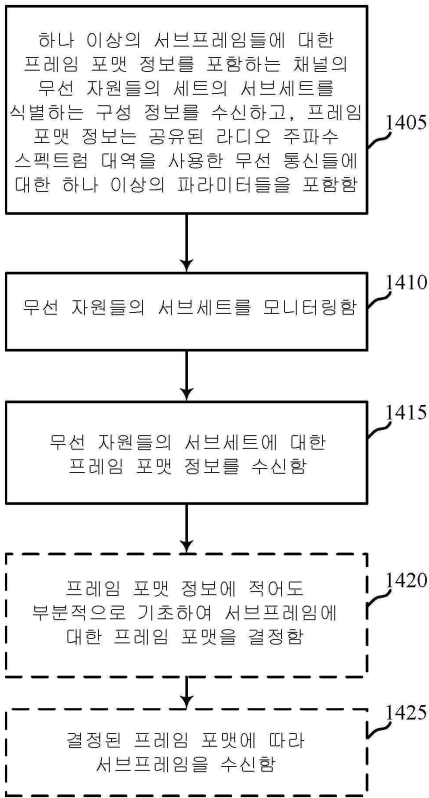 하나 이상의 서브프레임들에 대한
프레임 포맷 정보를 포함하는 채널의
무선 자원들의 세트의 서브세트를
식별하는 구성 정보를 수신하고, 프레임
포맷 정보는 공유된 라디오 주파수
스펙트럼 대역을 사용한 무선 통신들에
대한 하나 이상의 파라미터들을 포함함
1405
무선 자원들의 서브세트를 모니터링함
1410
무선 자원들의 서브세트에 대한
프레임 포맷 정보를 수신함
1415
프레임 포맷 정보에 적어도
부분적으로 기초하여 서브프레임에
대한 프레임 포맷을 결정함
1420
결정된 프레임 포맷에 따라
서브프레임을 수신함
1425